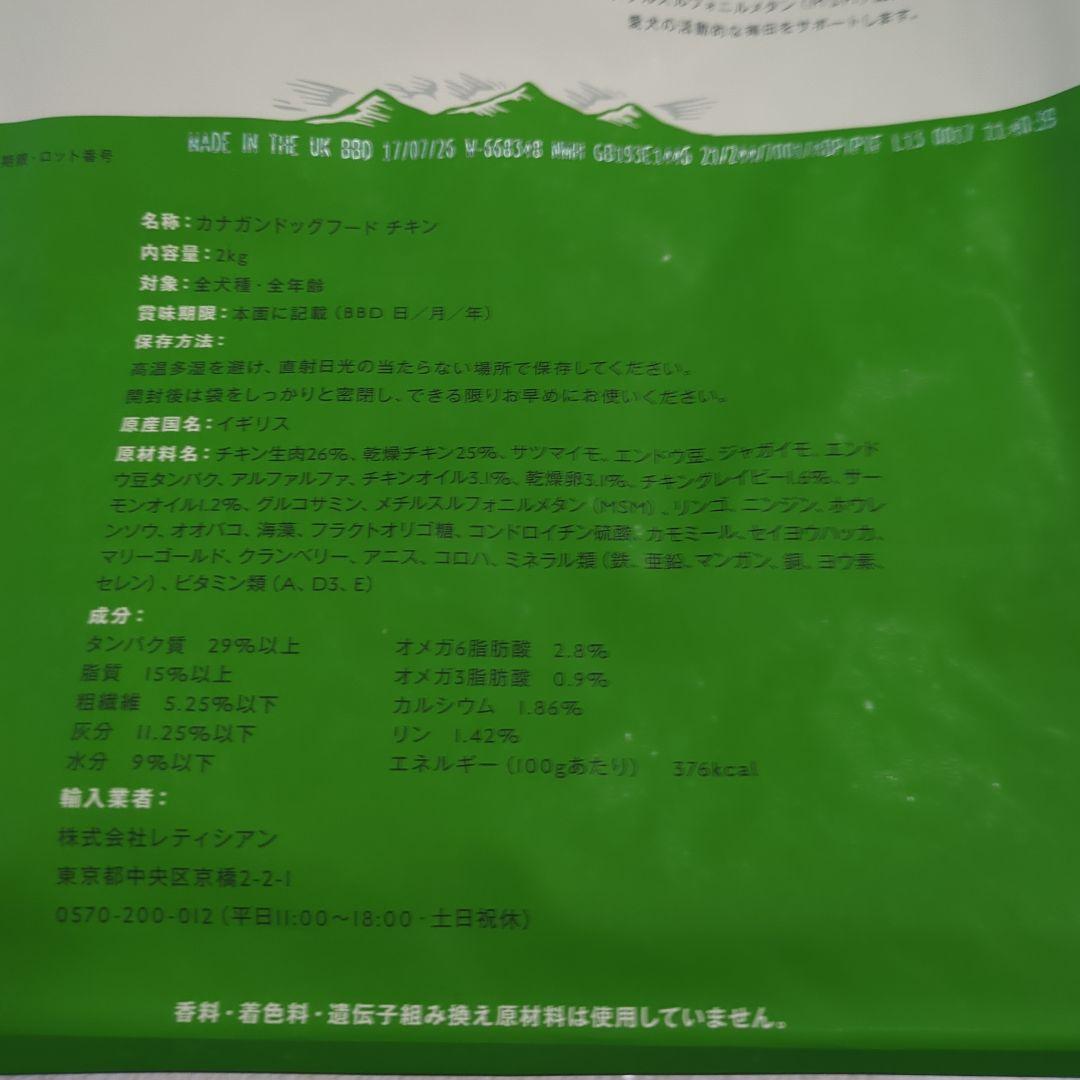 愛犬の活動的な毎日をサポートします。
期限・ロット番号
MADE IN THE UK BBD 17/07/26 W-668348
名称：カナガンドッグフード チキン
内容量：2kg
対象：全犬種・全年齢
賞味期限：本面に記載（BBD 日／月／年）
保存方法：
高温多湿を避け、直射日光の当たらない場所で保存してください。
開封後は袋をしっかりと密閉し、できる限りお早めにお使いください。
原産国名：イギリス
原材料名：チキン生肉26%、乾燥チキン25%、サツマイモ、エンドウ豆、ジャガイモ、エンド
ウ豆タンパク、アルファルファ、チキンオイル3.1%、乾燥卵3.1%、チキングレイビー1.6%、サー
モンオイル1.2%、グルコサミン、メチルスルフォニルメタン（MSM）、リンゴ、ニンジン、ホウレ
ンソウ、オオバコ、海藻、フラクトオリゴ糖、コンドロイチン硫酸、カモミール、セイヨウハッカ、
マリーゴールド、クランベリー、アニス、コロハ、ミネラル類（鉄、亜鉛、マンガン、銅、ヨウ素、
セレン）、ビタミン類（A、D3、E）
成分：
タンパク質 29%以上 オメガ6脂肪酸 2.8%
脂質 15%以上 オメガ3脂肪酸 0.9%
粗繊維 5.25%以下 カルシウム 1.86%
灰分 11.25%以下 リン 1.42%
水分 9%以下 エネルギー（100gあたり） 376kcal
輸入業者：
株式会社レティシアン
東京都中央区京橋2-2-1
0570-200-012（平日11:00～18:00・土日祝休）
香料・着色料・遺伝子組み換え原材料は使用していません。